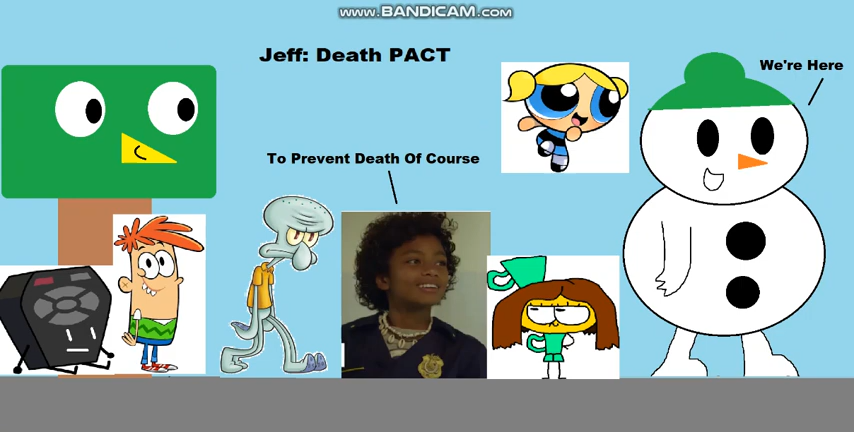 www.BANDICAM.com
Jeff: Death PACT
We're Here
To Prevent Death Of Course